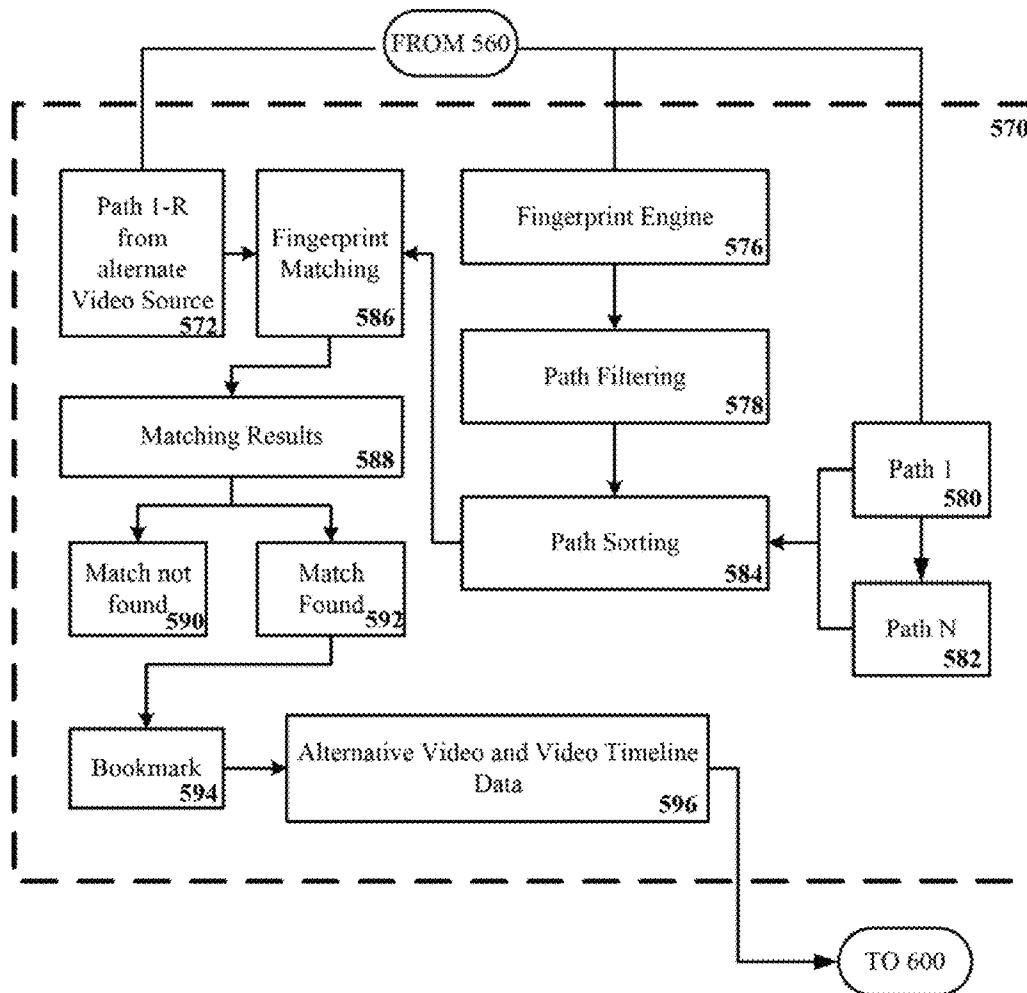 FROM 560
570
Path 1-R
from
alternate
Video Source
572
Fingerprint
Matching
586
Fingerprint Engine
576
Path Filtering
578
Matching Results
588
Path 1
580
Path Sorting
584
Match not
found
590
Match
Found
592
Path N
582
Bookmark
594
Alternative Video and Video Timeline
Data
596
TO 600